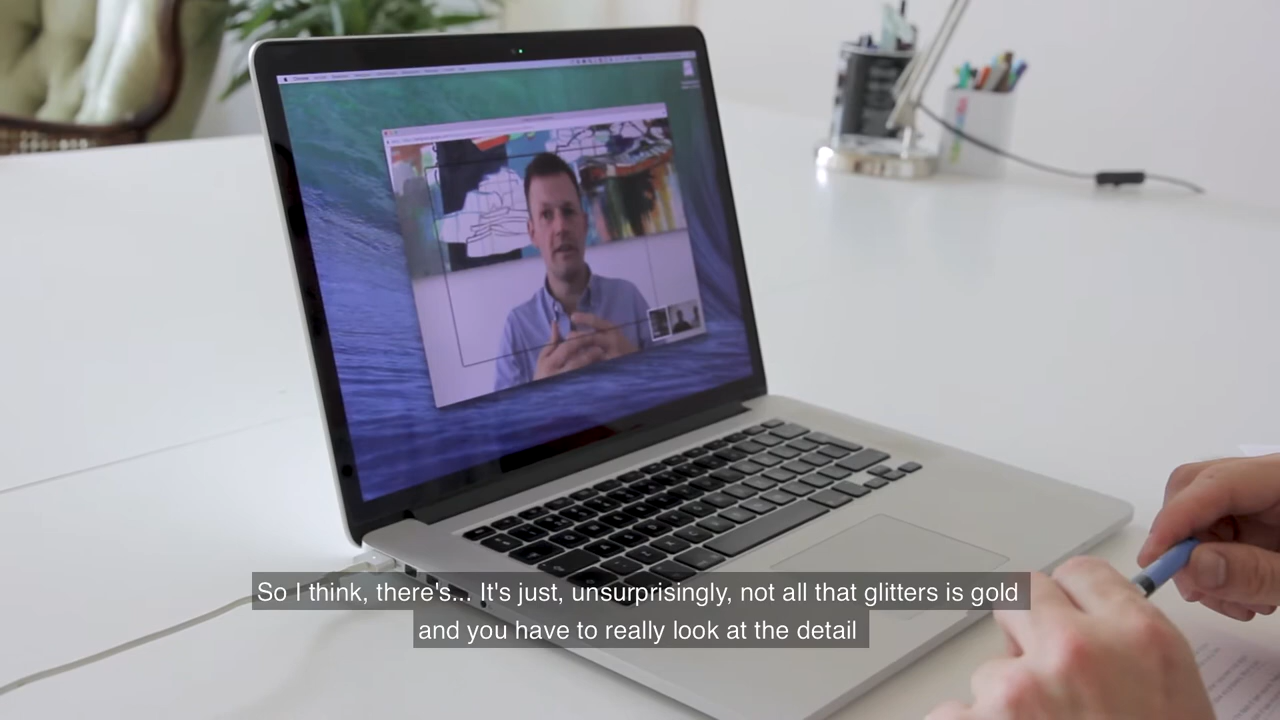 So I think, there's... It's just, unsurprisingly, not all that glitters is gold
and you have to really look at the detail